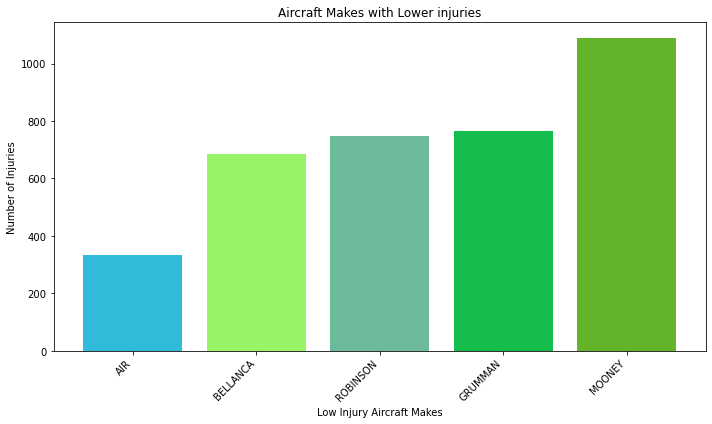 Aircraft Makes with Lower injuries
Number of Injuries
1000
800
600
400
200
0
AIR
BELLANCA
ROBINSON
GRUMMAN
MOONEY
Low Injury Aircraft Makes